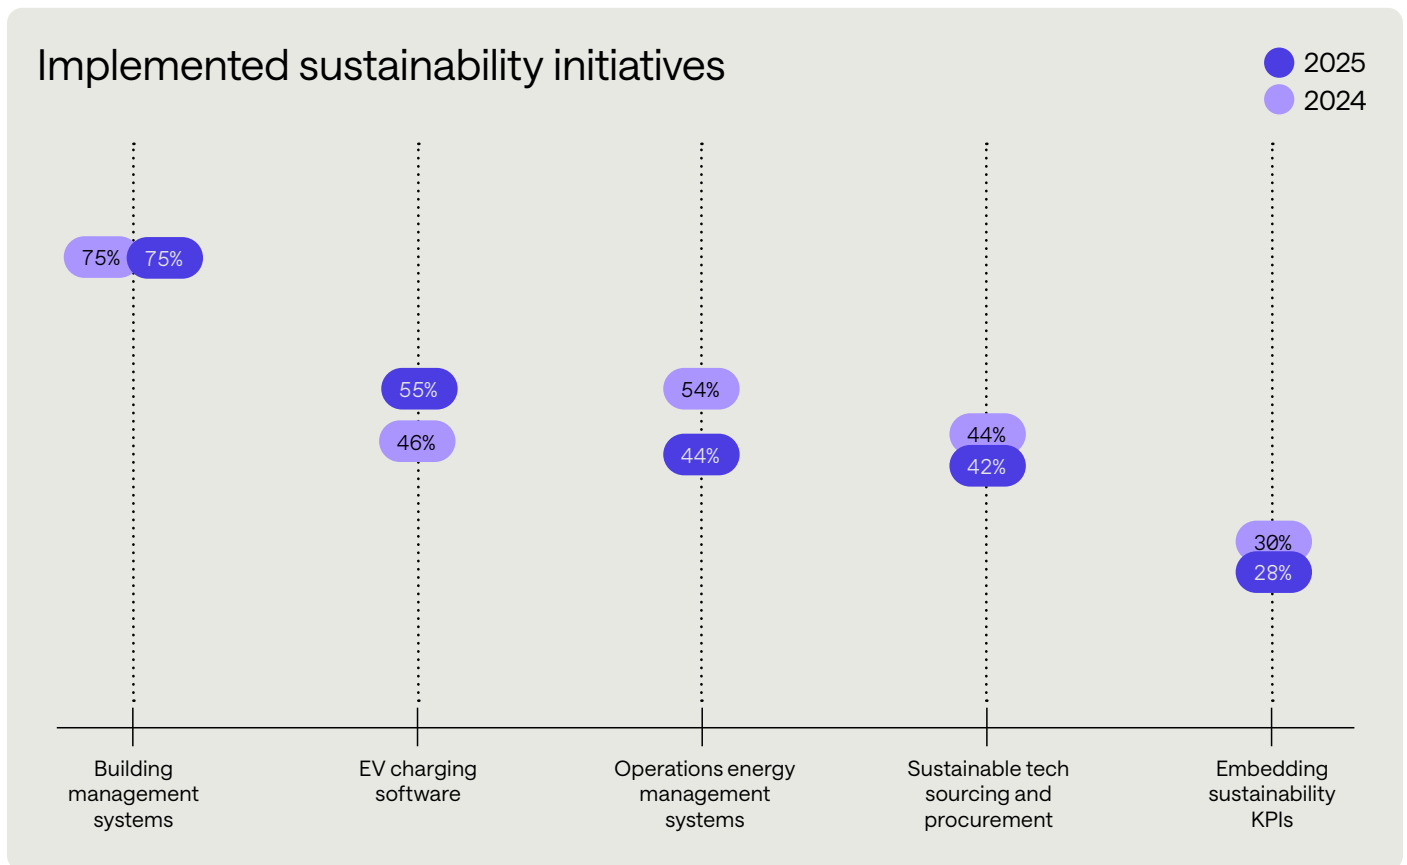 Implemented sustainability initiatives
2025
2024
75% 75%
55%
46%
54%
44%
44%
42%
30%
28%
Building
management
systems
EV charging
software
Operations energy
management
systems
Sustainable tech
sourcing and
procurement
Embedding
sustainability
KPIs